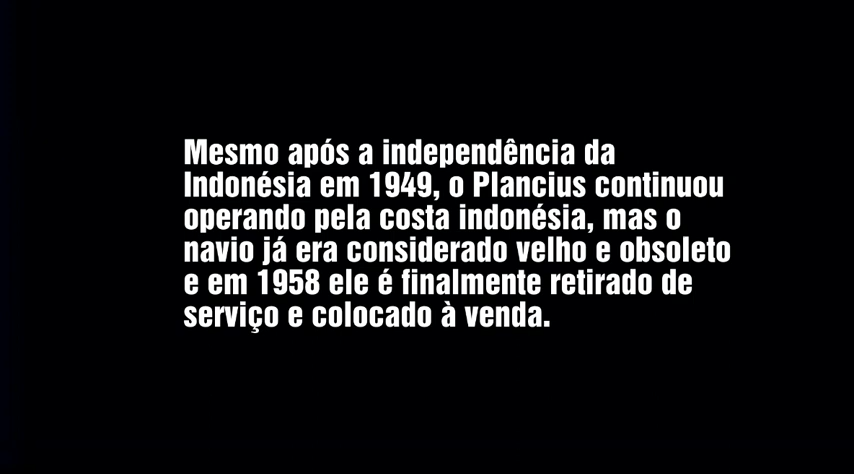 Mesmo após a independência da
Indonésia em 1949, o Plancius continuou
operando pela costa indonésia, mas o
navio já era considerado velho e obsoleto
e em 1958 ele é finalmente retirado de
serviço e colocado à venda.